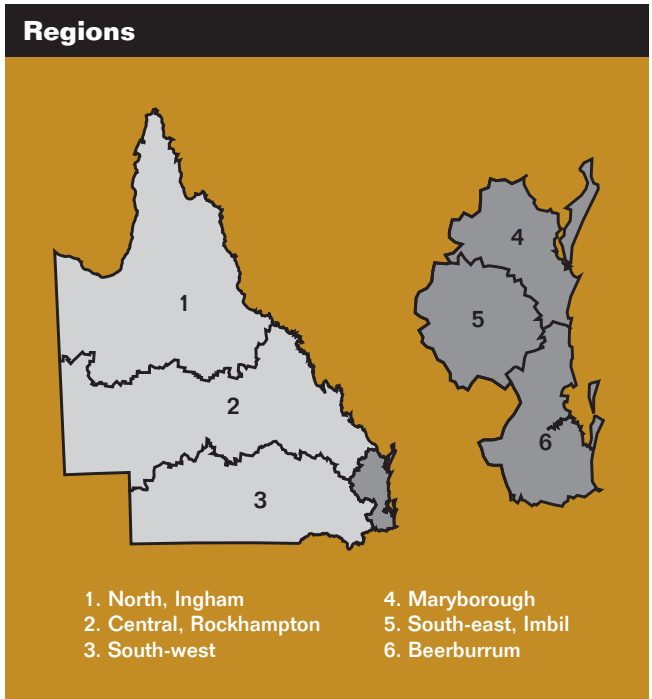 Regions
1
2
3
4
5
6
1. North, Ingham
2. Central, Rockhampton
3. South-west
4. Maryborough
5. South-east, Imbil
6. Beerburrum